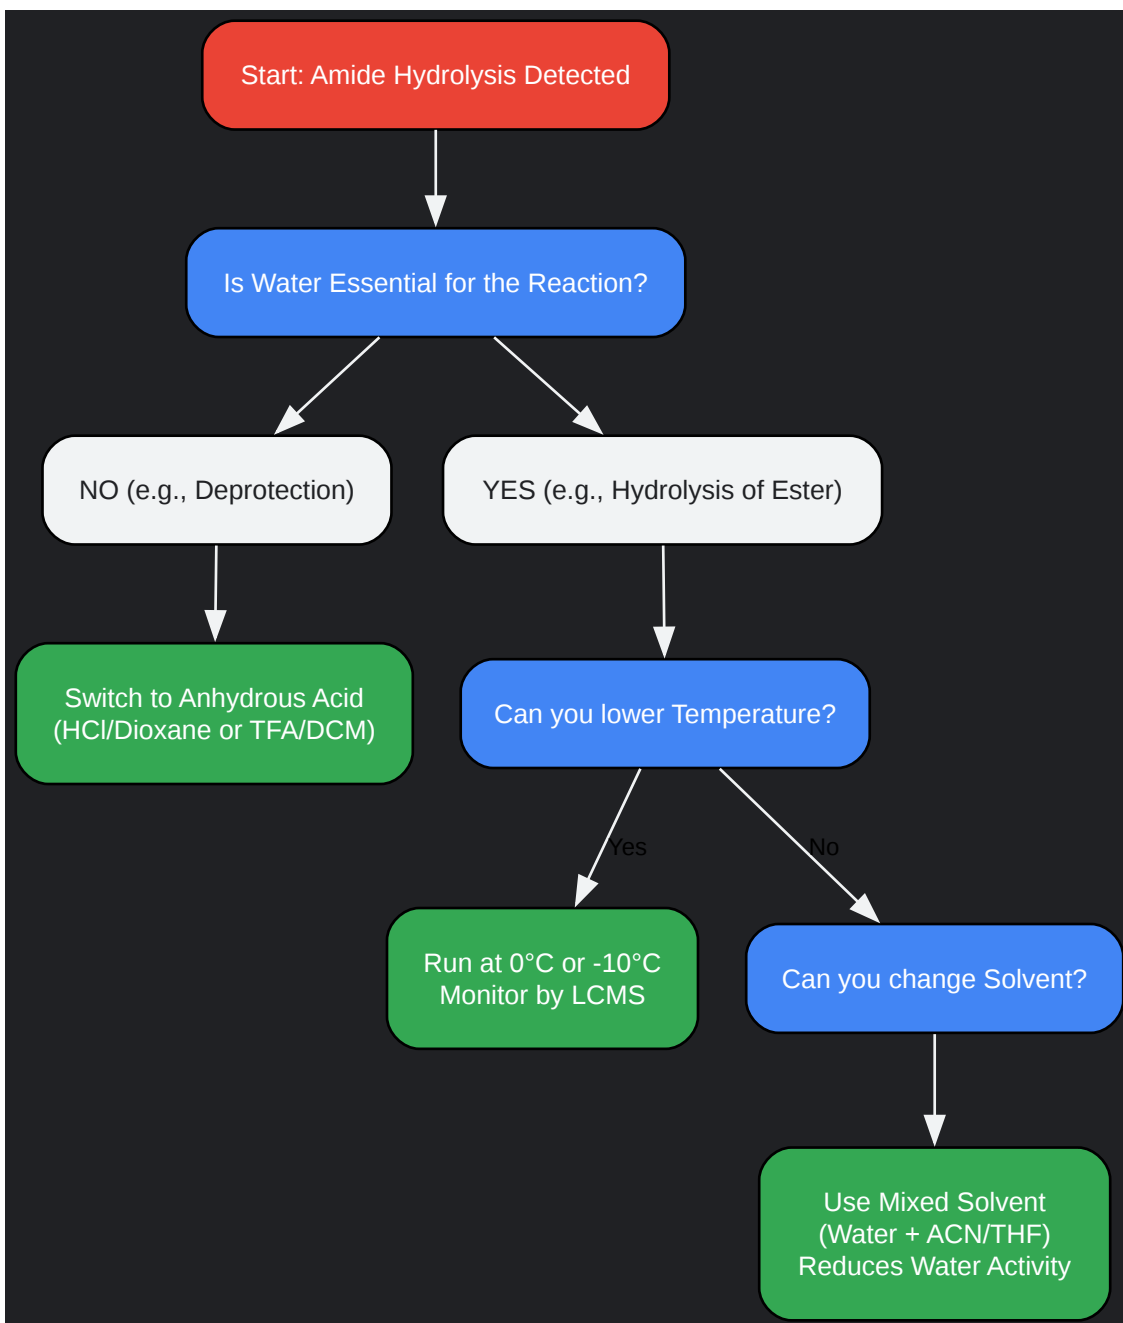 Start: Amide Hydrolysis Detected
Is Water Essential for the Reaction?
NO (e.g., Deprotection)
YES (e.g., Hydrolysis of Ester)
Switch to Anhydrous Acid
(HCl/Dioxane or TFA/DCM)
Can you lower Temperature?
Yes
No
Run at 0°C or -10°C
Monitor by LCMS
Can you change Solvent?
Use Mixed Solvent
(Water + ACN/THF)
Reduces Water Activity